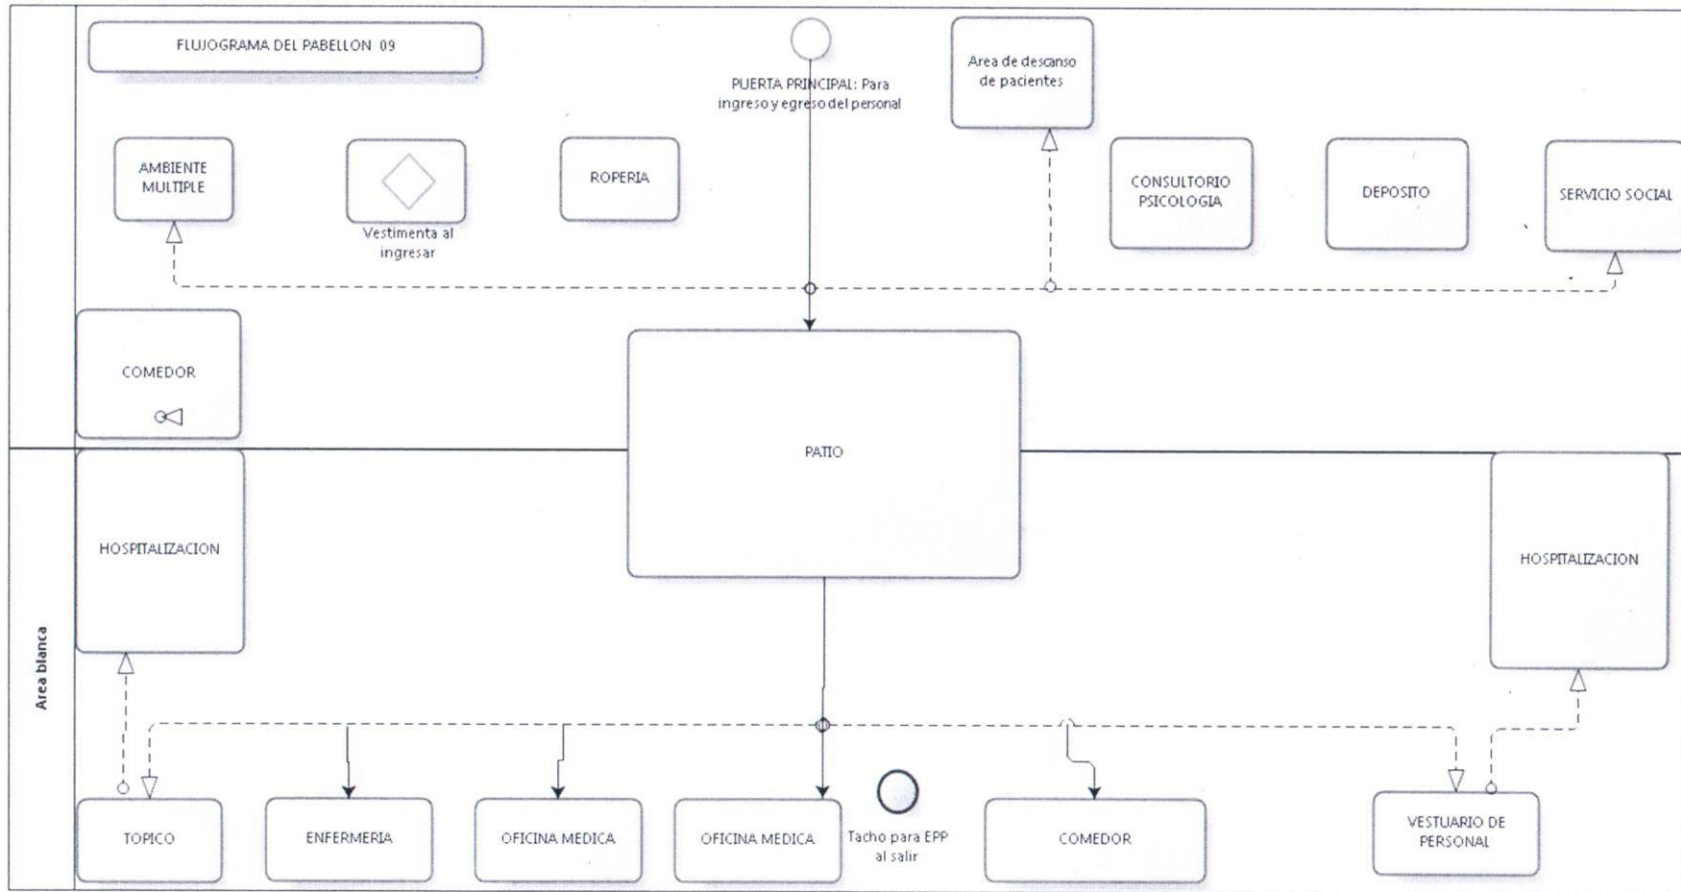 FLUJOGRAMA DEL PABELLON 09
PUERTA PRINCIPAL: Para
ingreso y egreso del personal
Area de descanso
de pacientes
AMBIENTE
MULTIPLE
Vestimenta al
ingresar
ROPERIA
CONSULTORIO
PSICOLOGIA
DEPOSITO
SERVICIO SOCIAL
COMEDOR
PATIO
Area blanca
HOSPITALIZACION
HOSPITALIZACION
TOPICO
ENFERMERIA
OFICINA MEDICA
OFICINA MEDICA
Tacho para EPP
al salir
COMEDOR
VESTUARIO DE
PERSONAL